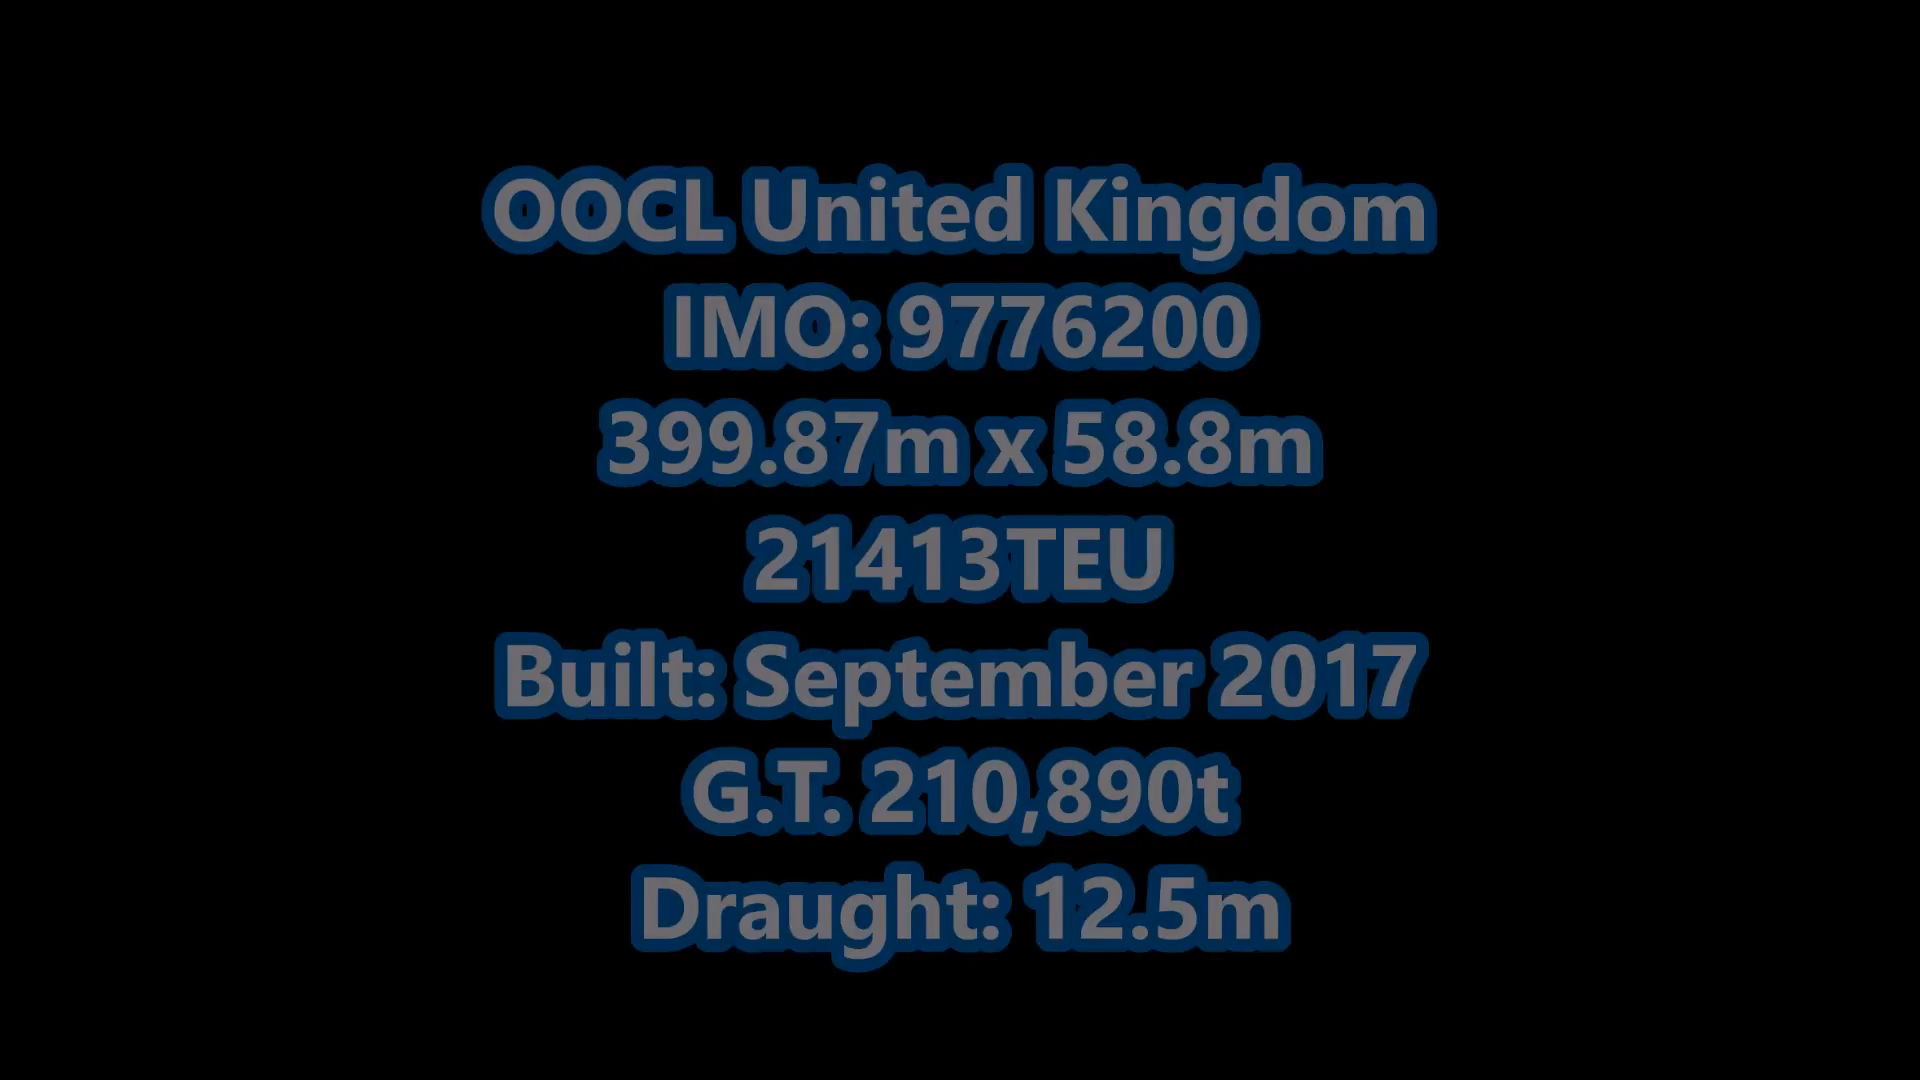 OOCL United Kingdom
IMO: 9776200
399.87m x 58.8m
21413TEU
Built: September 2017
G.T. 210,890t
Draught: 12.5m